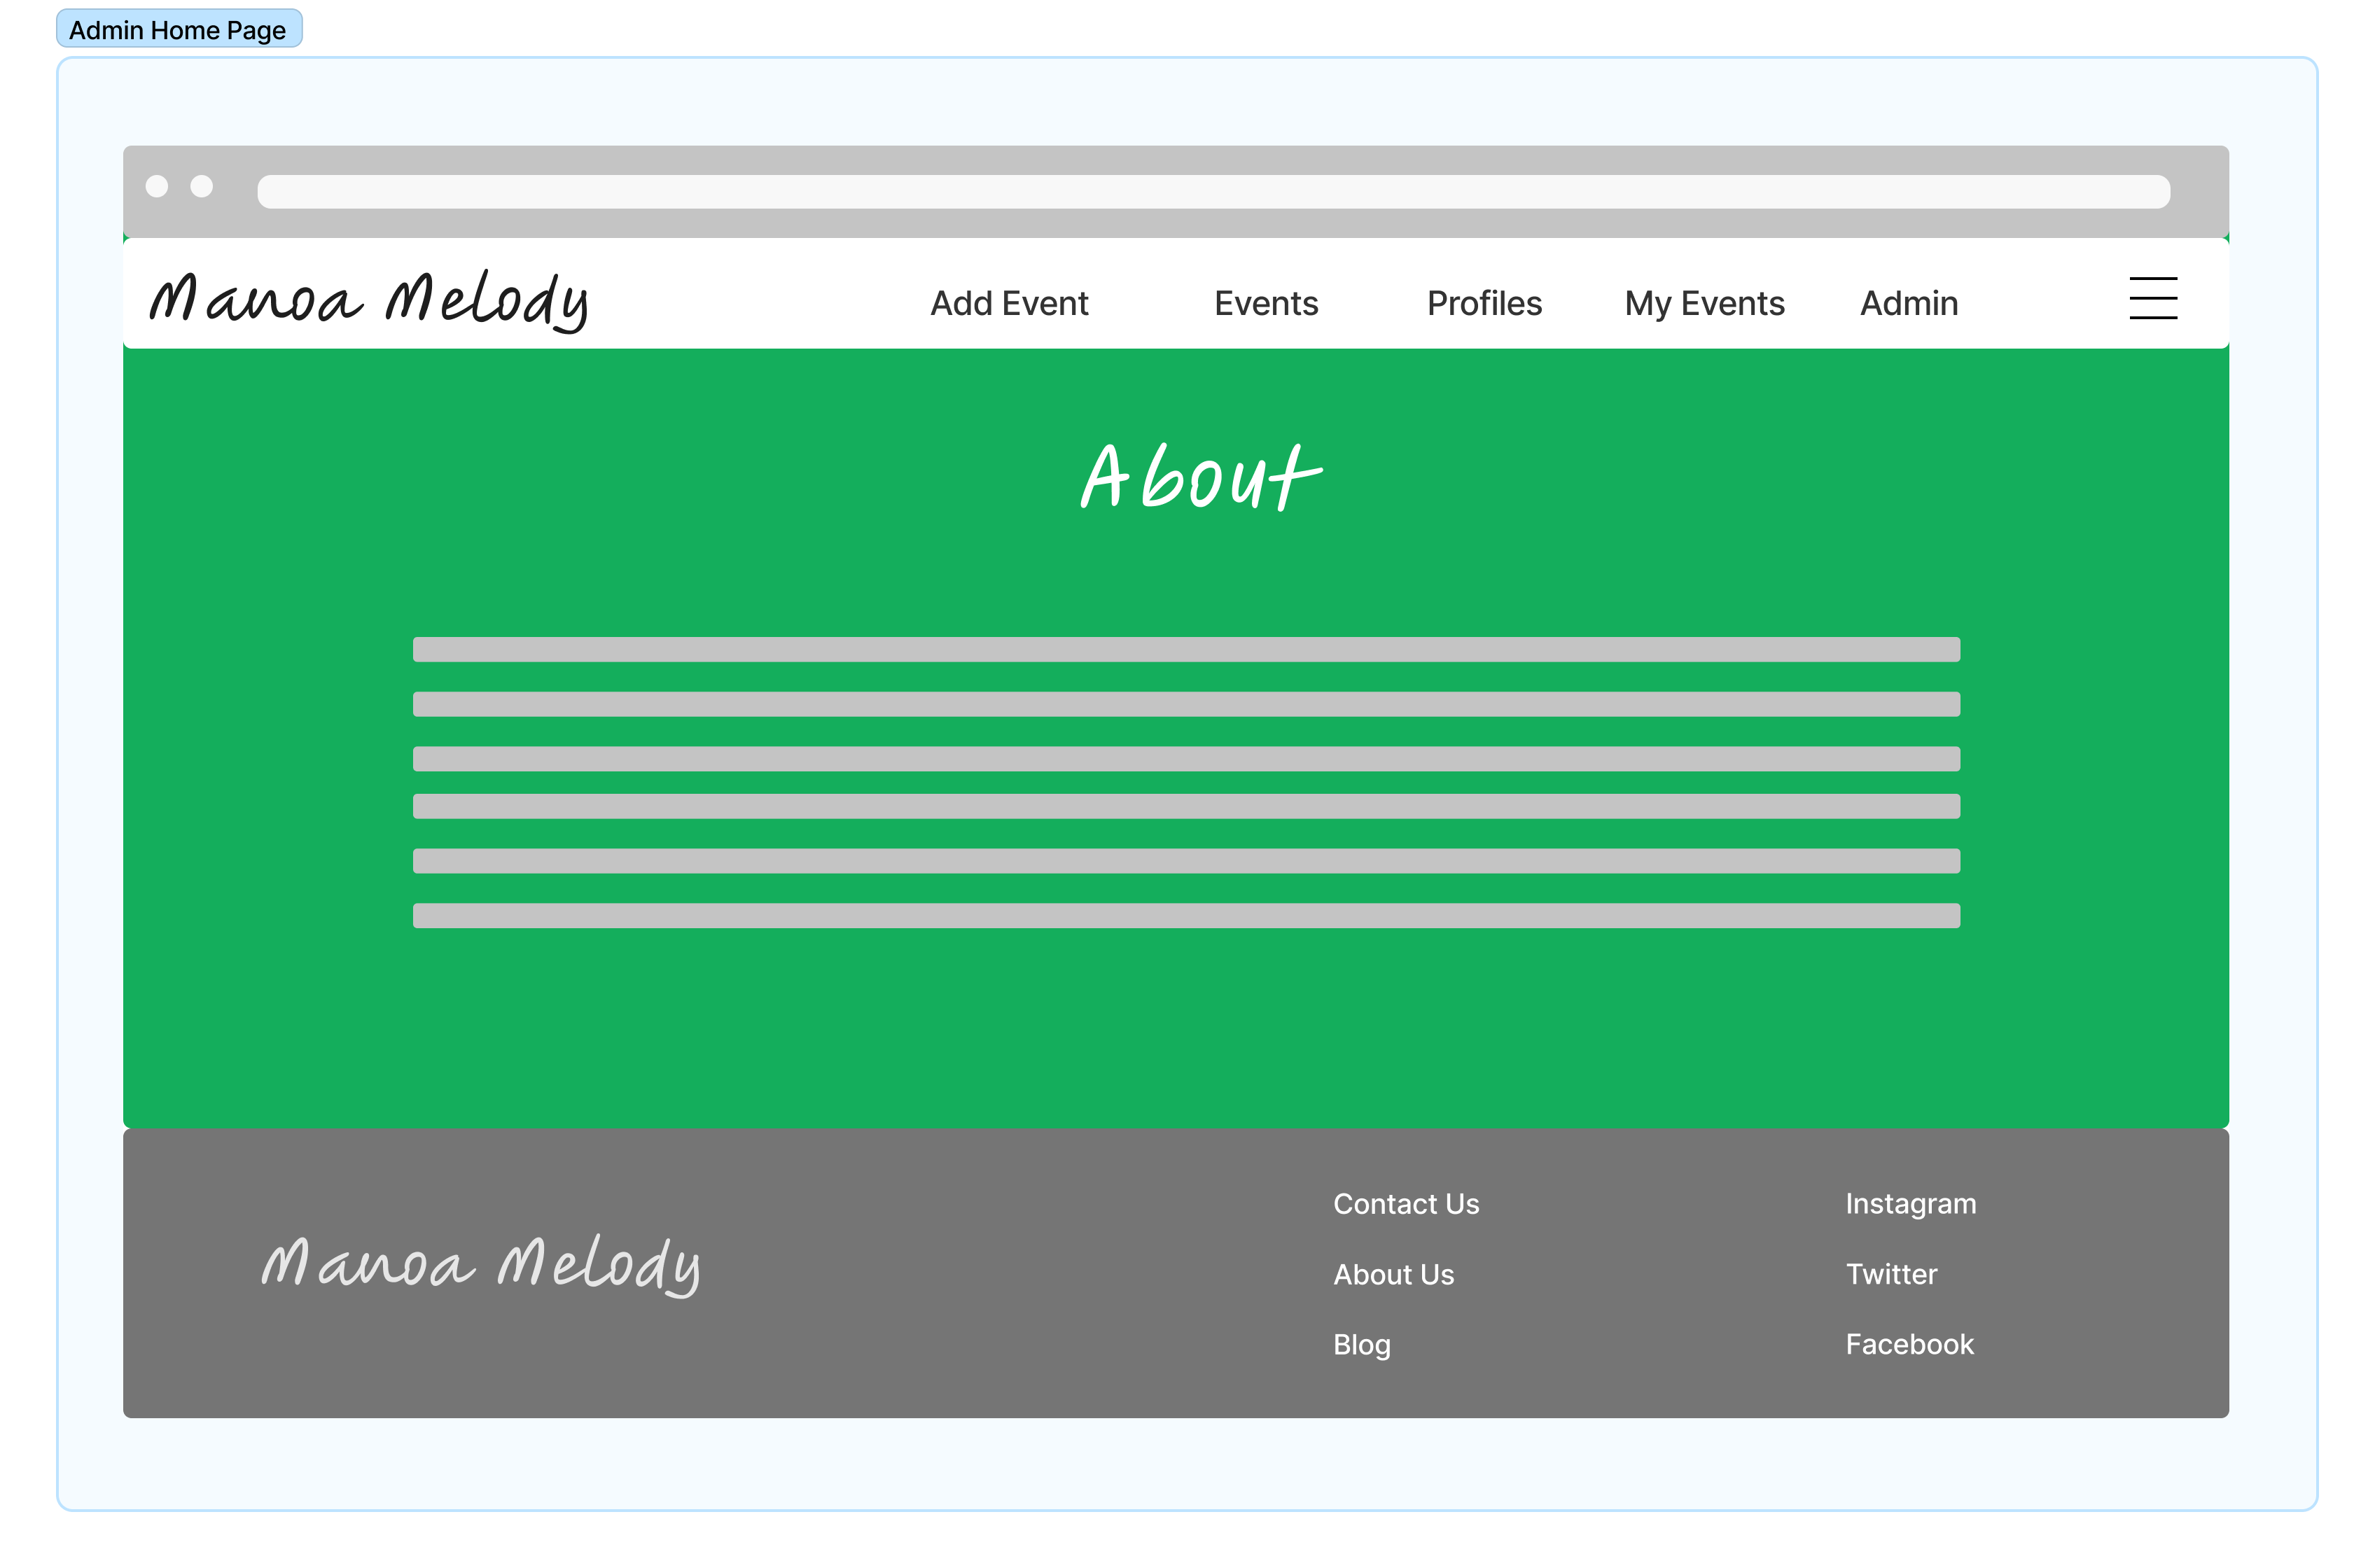 Admin Home Page
Manoa Melody
Add Event Events Profiles My Events Admin
About
Manoa Melody
Contact Us
About Us
Blog
Instagram
Twitter
Facebook